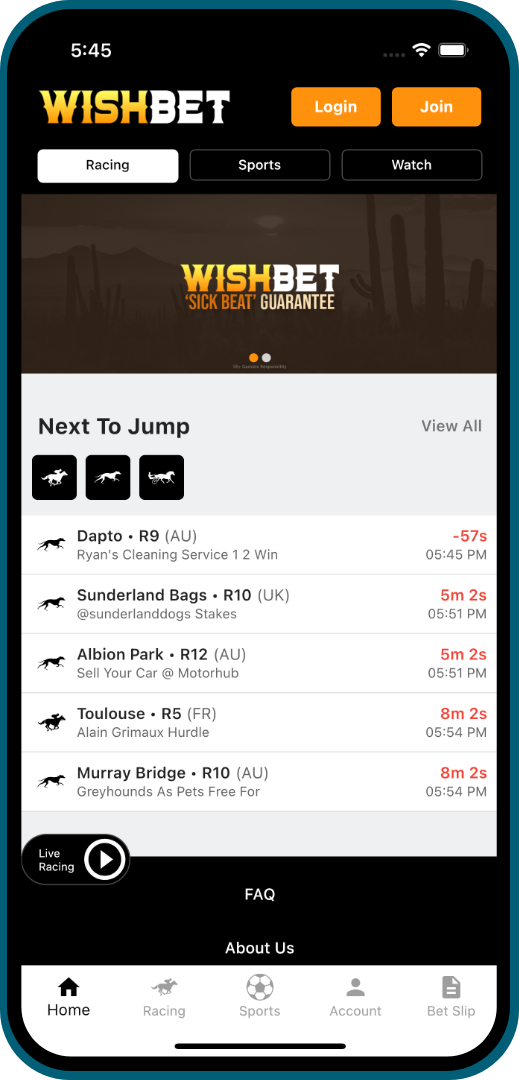 5:45
WISHBET
Login
Join
Racing
Sports
Watch
WISHBET
'SICK BEAT' GUARANTEE
Next To Jump
View All
Dapto • R9 (AU)
-57s
Ryan's Cleaning Service 1 2 Win
05:45 PM
Sunderland Bags • R10 (UK)
5m 2s
@sunderlanddogs Stakes
05:51 PM
Albion Park • R12 (AU)
5m 2s
Sell Your Car @ Motorhub
05:51 PM
Toulouse • R5 (FR)
8m 2s
Alain Grimaux Hurdle
05:54 PM
Murray Bridge • R10 (AU)
8m 2s
Greyhounds As Pets Free For
05:54 PM
Live
Racing
FAQ
About Us
Home
Racing
Sports
Account
Bet Slip